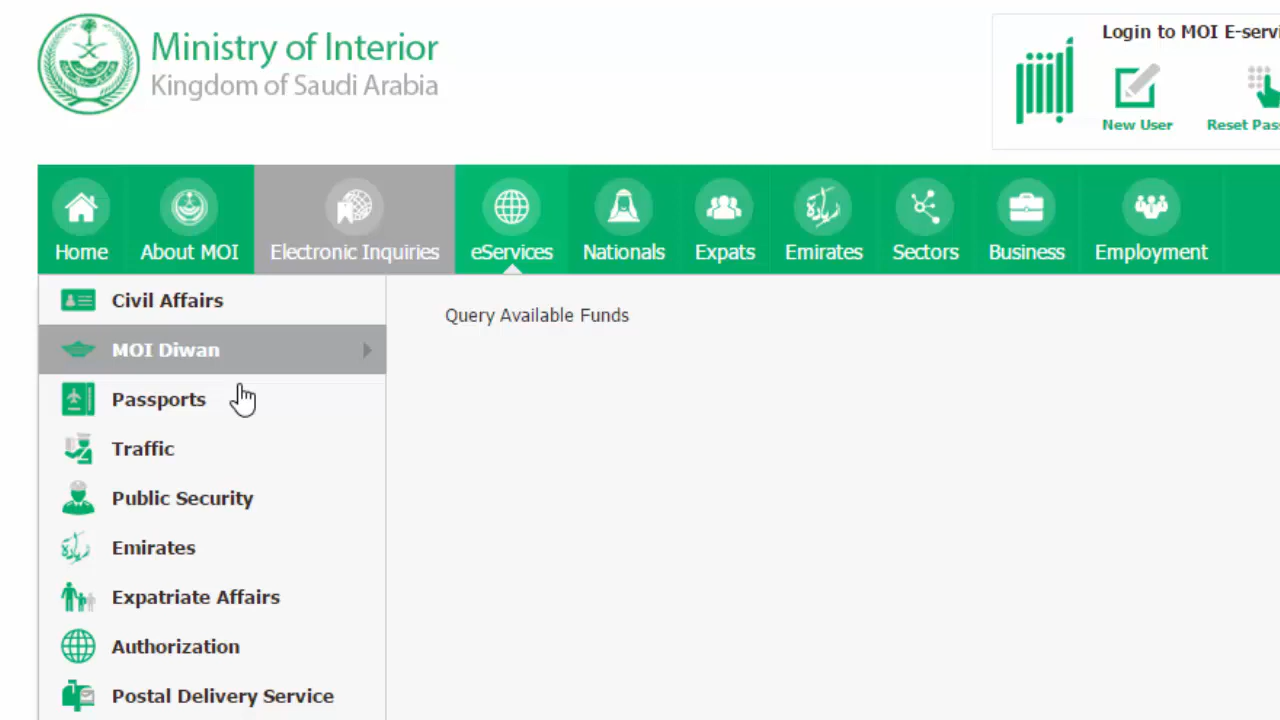 Ministry of Interior
Kingdom of Saudi Arabia
Login to MOI E-servi
New User
Reset Pas
Home
About MOI
Electronic Inquiries
eServices
Nationals
Expats
Emirates
Sectors
Business
Employment
Civil Affairs
MOI Diwan
Passports
Traffic
Public Security
Emirates
Expatriate Affairs
Authorization
Postal Delivery Service
Query Available Funds